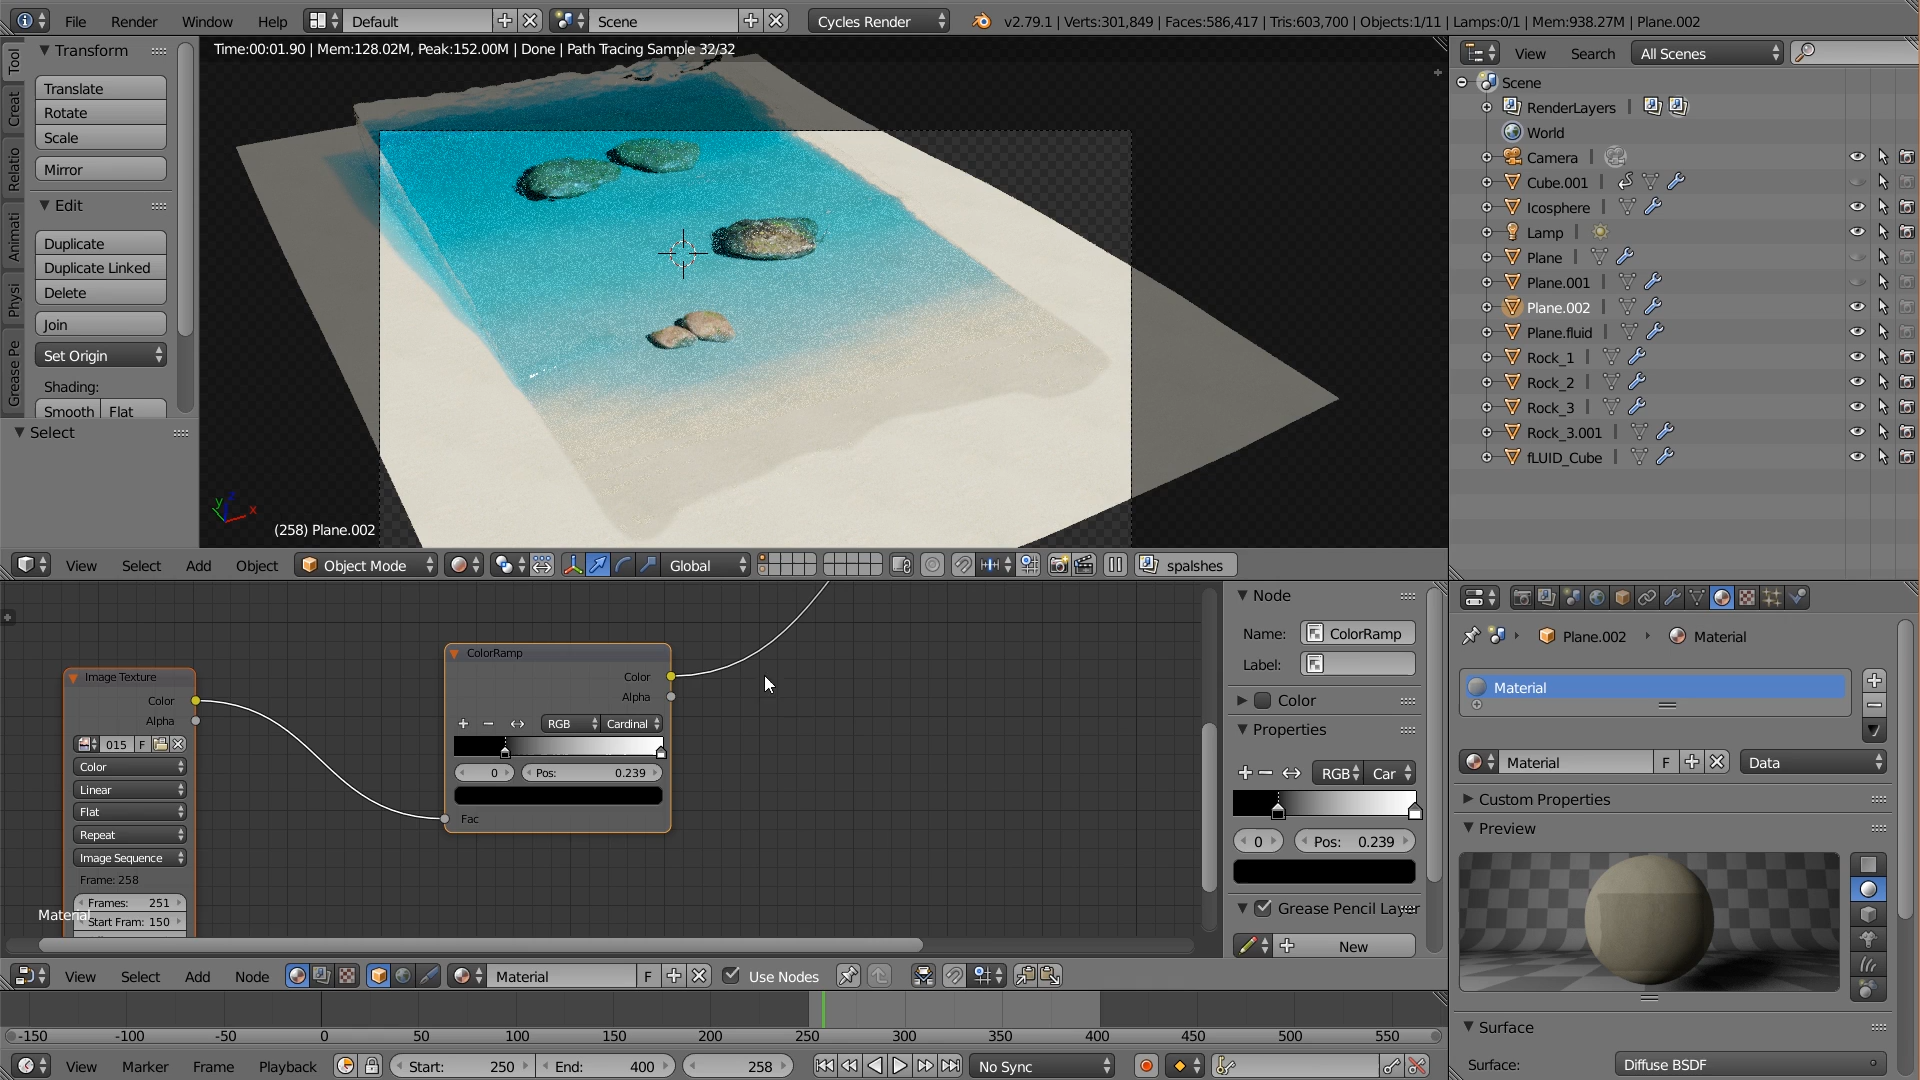 File Render Window Help Default Scene Cycles Render v2.79.1 | Verts:301,849 | Faces:586,417 | Tris:603,700 | Objects:1/11 | Lamps:0/1 | Mem:938.27M | Plane.002
Time:00:01.90 | Mem:128.02M, Peak:152.00M | Done | Path Tracing Sample 32/32
Tool
Creat
Relatio
Animati
Physi
Grease Pe
Transform
Translate
Rotate
Scale
Mirror
Edit
Duplicate
Duplicate Linked
Delete
Join
Set Origin
Shading:
Smooth Flat
Select
y z x
(258) Plane.002
View Search All Scenes
Scene
RenderLayers
World
Camera
Cube.001
Icosphere
Lamp
Plane
Plane.001
Plane.002
Plane.fluid
Rock_1
Rock_2
Rock_3
Rock_3.001
fLUID_Cube
View Select Add Object Object Mode Global spalshes
Image Texture
Color
Alpha
015 F
Color
Linear
Flat
Repeat
Image Sequence
Frame: 258
Frames: 251
Start Fram: 150
Material
ColorRamp
Color
Alpha
RGB Cardinal
0 Pos: 0.239
Fac
Node
Name: ColorRamp
Label:
Color
Properties
RGB Car
0 Pos: 0.239
Grease Pencil Layer
New
View Select Add Node Material F Use Nodes
Plane.002 Material
Material
Material F Data
Custom Properties
Preview
Surface
Surface: Diffuse BSDF
-150 -100 -50 0 50 100 150 200 250 300 350 400 450 500 550
View Marker Frame Playback Start: 250 End: 400 258 No Sync